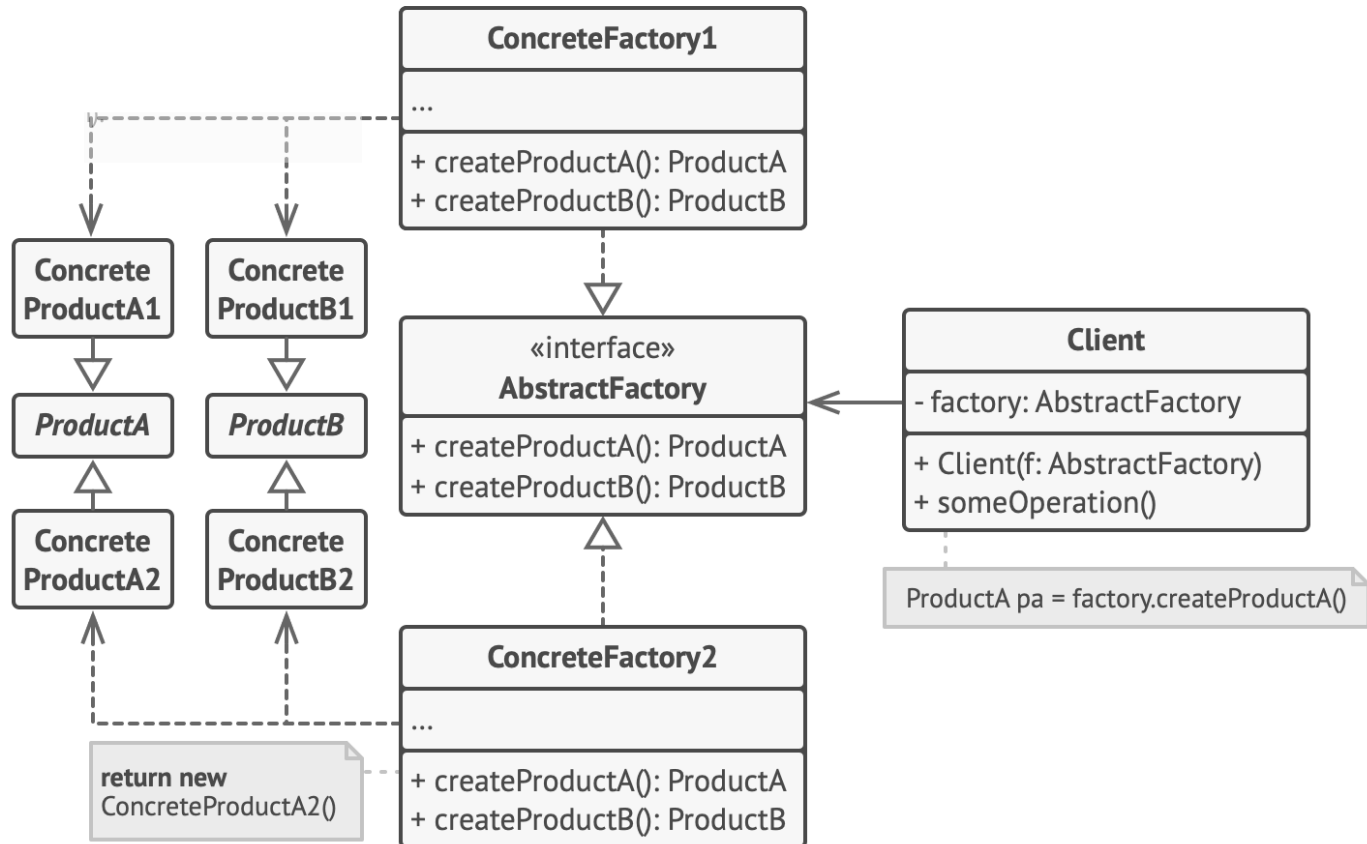 ConcreteFactory1
...
+ createProductA(): ProductA
+ createProductB(): ProductB
Concrete
ProductA1
Concrete
ProductB1
ProductA
ProductB
Concrete
ProductA2
Concrete
ProductB2
«interface»
AbstractFactory
+ createProductA(): ProductA
+ createProductB(): ProductB
Client
- factory: AbstractFactory
+ Client(f: AbstractFactory)
+ someOperation()
ProductA pa = factory.createProductA()
ConcreteFactory2
...
+ createProductA(): ProductA
+ createProductB(): ProductB
return new
ConcreteProductA2()